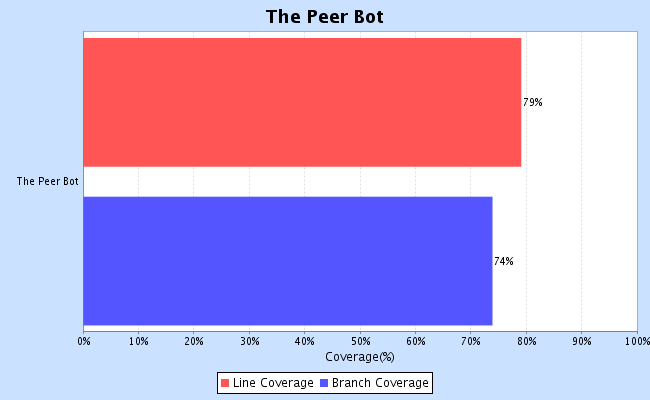 The Peer Bot
79%
The Peer Bot
74%
0% 10% 20% 30% 40% 50% 60% 70% 80% 90% 100%
Coverage(%)
Line Coverage Branch Coverage